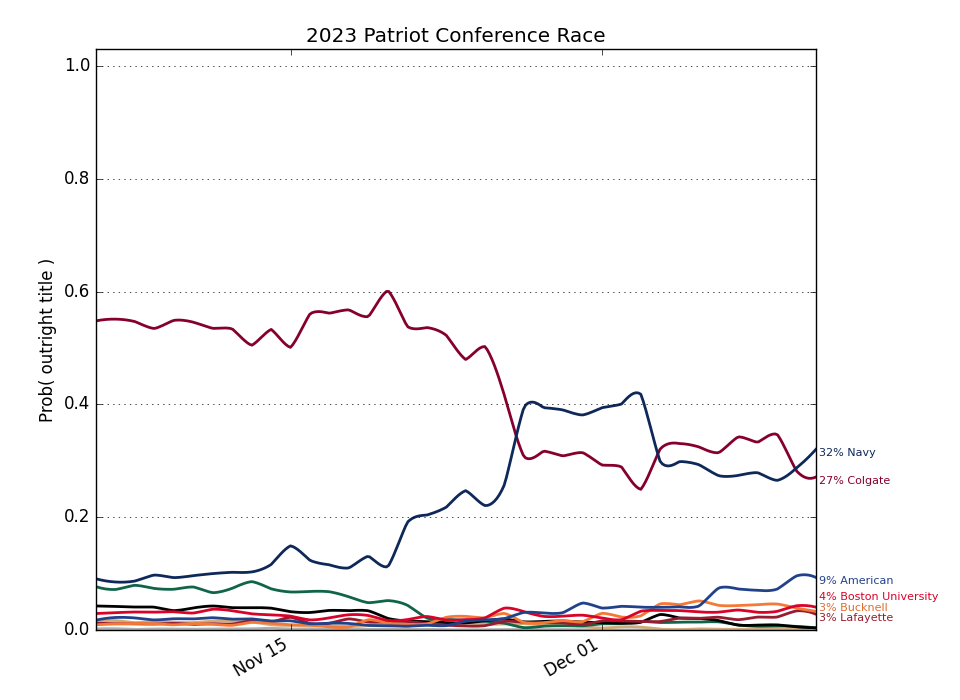 2023 Patriot Conference Race
Prob( outright title )
1.0
0.8
0.6
0.4
0.2
0.0
Nov 15
Dec 01
32% Navy
27% Colgate
9% American
4% Boston University
3% Bucknell
3% Lafayette